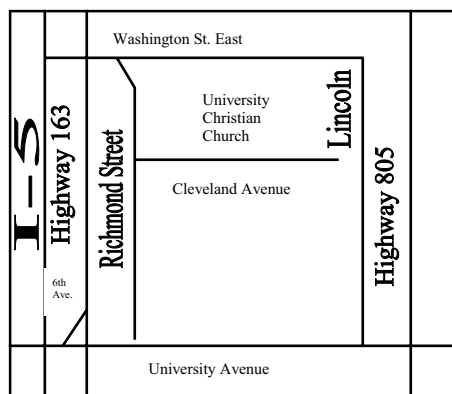 Washington St. East
University
Christian
Church
Lincoln
I-5
Highway 163
Richmond Street
Cleveland Avenue
Highway 805
6th
Ave.
University Avenue